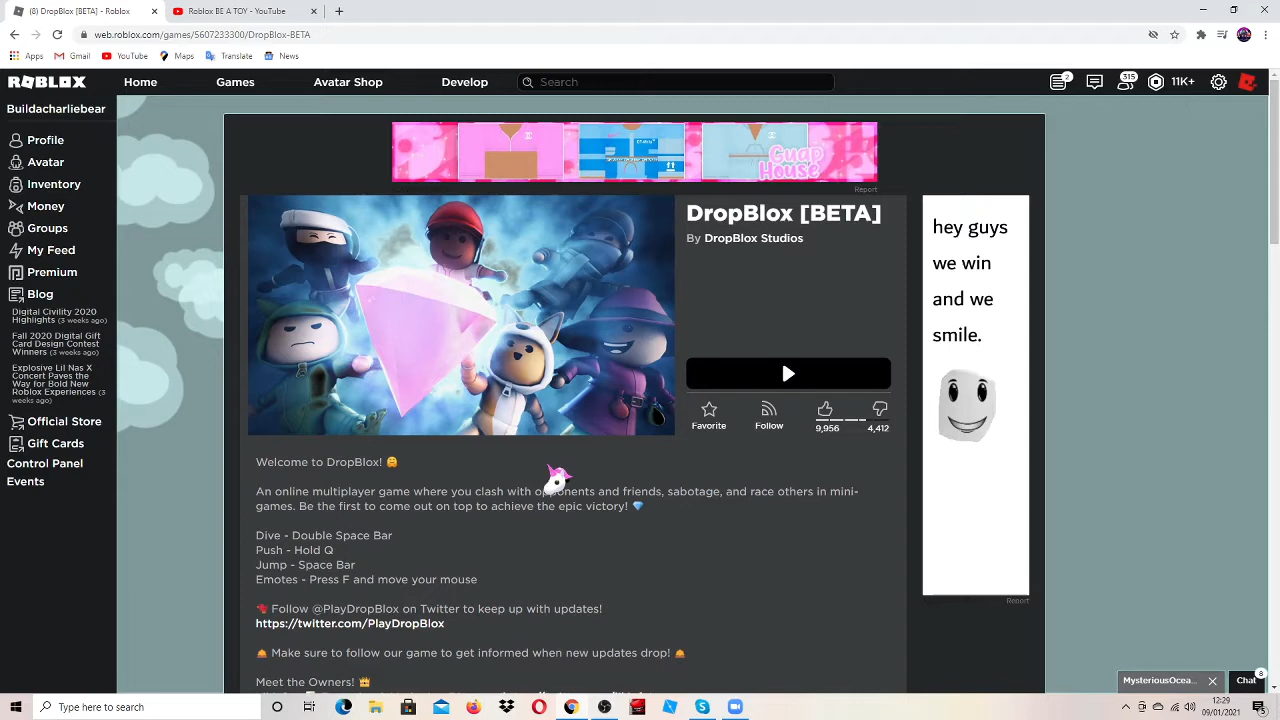 (8) DropBlox [BETA] - Roblox
Roblox BE A TOY - YouTube
web.roblox.com/games/5607233300/DropBlox-BETA
Apps
Gmail
YouTube
Maps
Translate
News
ROBLOX
Home
Games
Avatar Shop
Develop
Search
2
315
11K+
Buildacharliebear
Profile
Avatar
Inventory
Money
Groups
My Feed
Premium
Blog
Digital Civility 2020
Highlights (3 weeks ago)
Fall 2020 Digital Gift
Card Design Contest
Winners (3 weeks ago)
Explosive Lil Nas X
Concert Paves the
Way for Bold New
Roblox Experiences (3
weeks ago)
Official Store
Gift Cards
Control Panel
Events
Guap
House
Report
DropBlox [BETA]
By DropBlox Studios
Favorite
Follow
9,956
4,412
hey guys
we win
and we
smile.
Report
Welcome to DropBlox! 🤗
An online multiplayer game where you clash with opponents and friends, sabotage, and race others in mini-
games. Be the first to come out on top to achieve the epic victory! 💎
Dive - Double Space Bar
Push - Hold Q
Jump - Space Bar
Emotes - Press F and move your mouse
Follow @PlayDropBlox on Twitter to keep up with updates!
https://twitter.com/PlayDropBlox
🛎 Make sure to follow our game to get informed when new updates drop! 🛎
Meet the Owners! 👑
MysteriousOcea...
Chat
8
Type here to search
12:29
09/01/2021